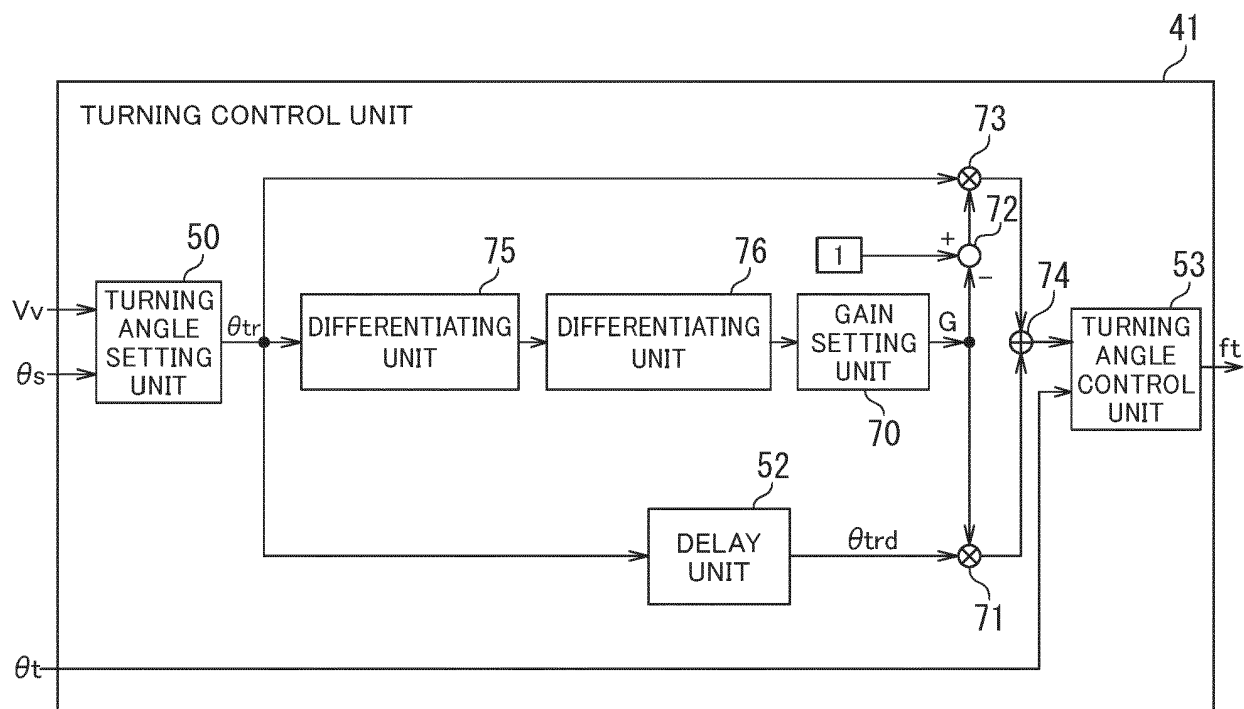 41
TURNING CONTROL UNIT
73
72
+
1
−
50
75
76
74
53
Vv
θs
TURNING
ANGLE
SETTING
UNIT
θtr
DIFFERENTIATING
UNIT
DIFFERENTIATING
UNIT
GAIN
SETTING
UNIT
G
70
TURNING
ANGLE
CONTROL
UNIT
ft
52
DELAY
UNIT
θtrd
71
θt